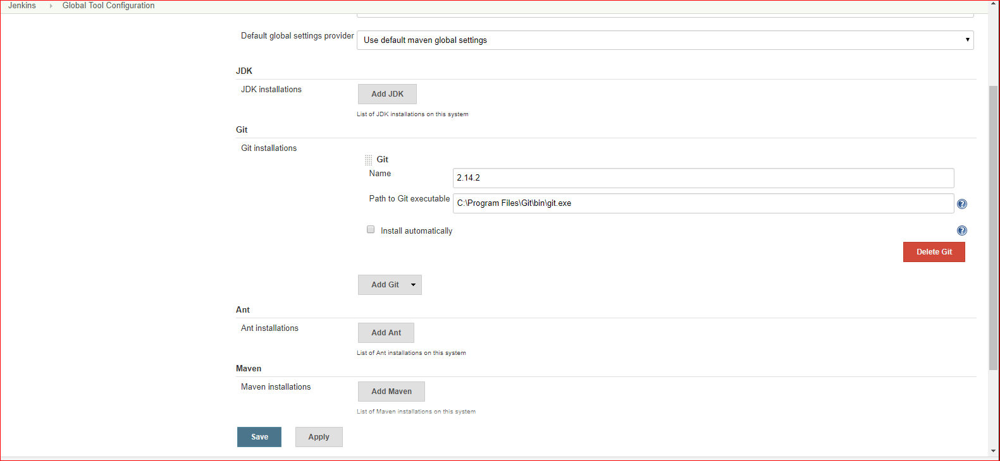 Jenkins Global Tool Configuration
Default global settings provider
Use default maven global settings
JDK
JDK installations
Add JDK
List of JDK installations on this system
Git
Git installations
Git
Name
2.14.2
Path to Git executable
C:\Program Files\Git\bin\git.exe
Install automatically
Delete Git
Add Git
Ant
Ant installations
Add Ant
List of Ant installations on this system
Maven
Maven installations
Add Maven
List of Maven installations on this system
Save Apply